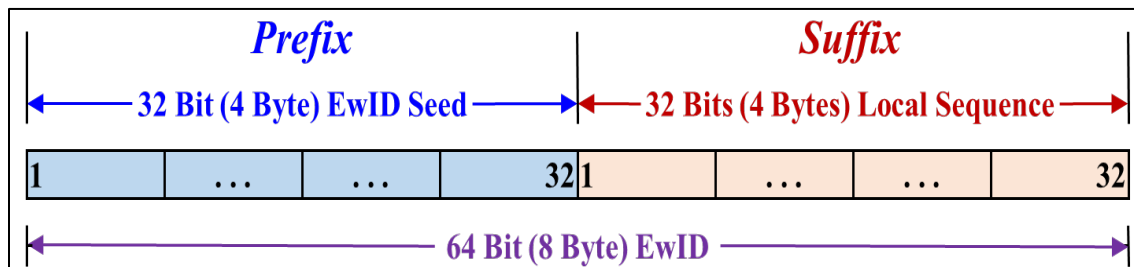 Prefix Suffix
32 Bit (4 Byte) EwID Seed 32 Bits (4 Bytes) Local Sequence
1 ... ... 32 1 ... ... 32
64 Bit (8 Byte) EwID